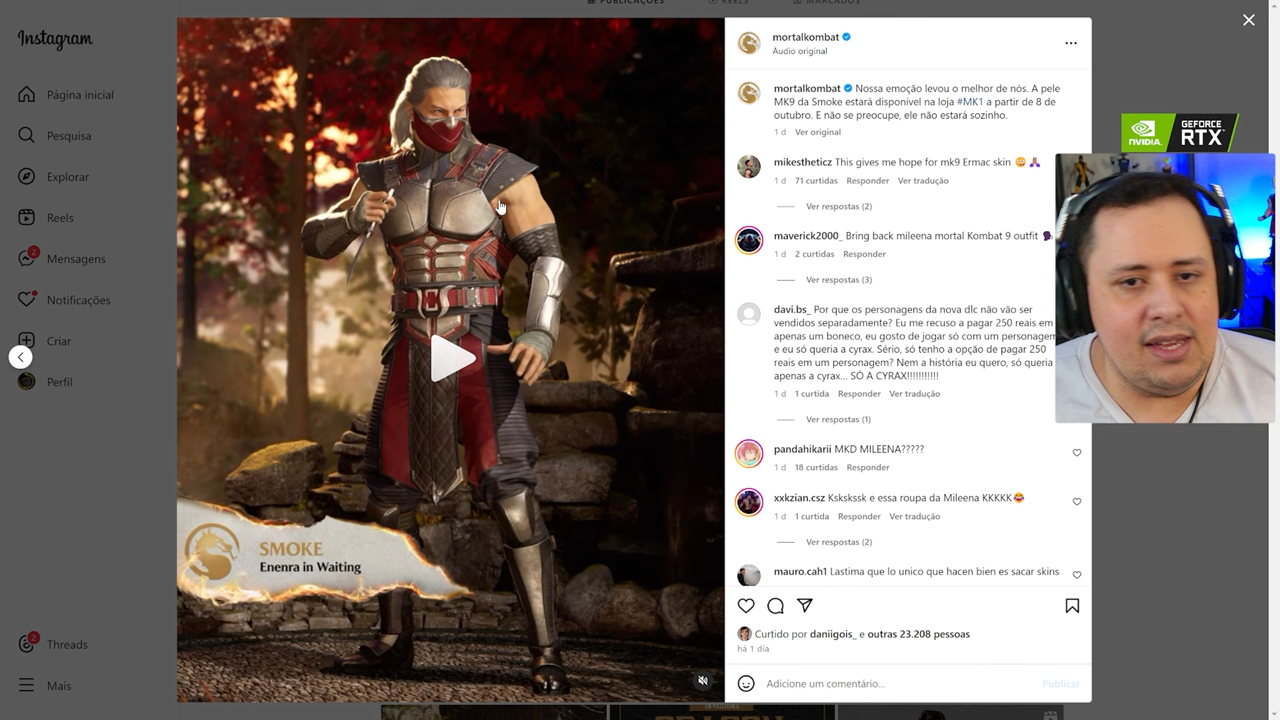 PUBLICAÇÕES
REELS
MARCADOS
Instagram
Página inicial
Pesquisa
Explorar
Reels
2
Mensagens
Notificações
Criar
Perfil
2
Threads
Mais
SMOKE
Enenra in Waiting
mortalkombat
Áudio original
mortalkombat Nossa emoção levou o melhor de nós. A pele
MK9 da Smoke estará disponível na loja #MK1 a partir de 8 de
outubro. E não se preocupe, ele não estará sozinho.
1 d Ver original
mikestheticz This gives me hope for mk9 Ermac skin
1 d 71 curtidas Responder Ver tradução
Ver respostas (2)
maverick2000_ Bring back mileena mortal Kombat 9 outfit
1 d 2 curtidas Responder
Ver respostas (3)
davi.bs_ Por que os personagens da nova dlc não vão ser
vendidos separadamente? Eu me recuso a pagar 250 reais em
apenas um boneco, eu gosto de jogar só com um personagem
e eu só queria a cyrax. Sério, só tenho a opção de pagar 250
reais em um personagem? Nem a história eu quero, só queria
apenas a cyrax... SÓ A CYRAX!!!!!!!!!!!
1 d 1 curtida Responder Ver tradução
Ver respostas (1)
pandahikarii MKD MILEENA?????
1 d 18 curtidas Responder
xxkzian.csz Kskskssk e essa roupa da Mileena KKKKK😂
1 d 1 curtida Responder Ver tradução
Ver respostas (2)
mauro.cah1 Lastima que lo unico que hacen bien es sacar skins
Curtido por daniigois_ e outras 23.208 pessoas
há 1 dia
Adicione um comentário...
Publicar
NVIDIA.
GEFORCE
RTX